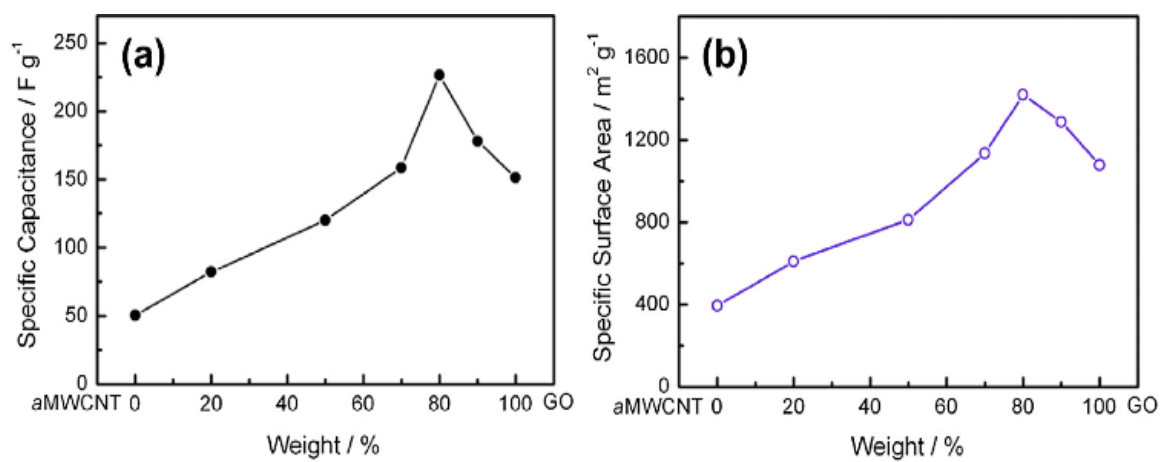 (a)
Specific Capacitance / F g⁻¹
250
200
150
100
50
0
aMWCNT 0 20 40 60 80 100 GO
Weight / %
(b)
Specific Surface Area / m² g⁻¹
1600
1200
800
400
0
aMWCNT 0 20 40 60 80 100 GO
Weight / %